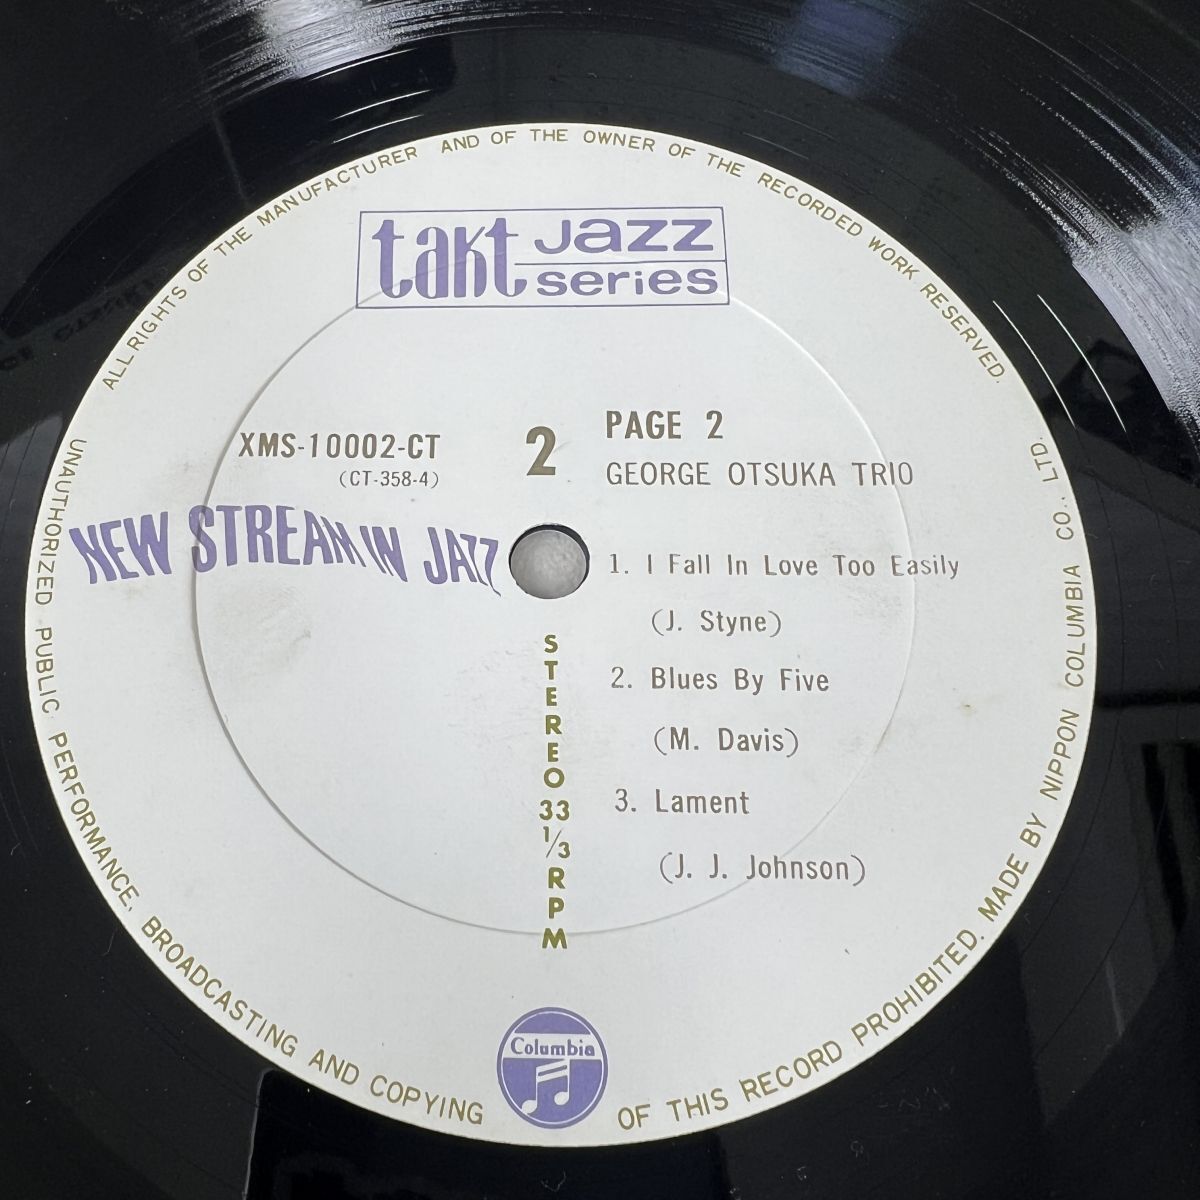 ALL RIGHTS OF THE MANUFACTURER AND OF THE OWNER OF THE RECORDED WORK RESERVED.
takt jazz series
XMS-10002-CT
(CT-358-4)
2
PAGE 2
GEORGE OTSUKA TRIO
NEW STREAM IN JAZZ
1. I Fall In Love Too Easily
(J. Styne)
2. Blues By Five
(M. Davis)
3. Lament
(J. J. Johnson)
STEREO 33 1/3 RPM
Columbia
UNAUTHORIZED PUBLIC PERFORMANCE, BROADCASTING AND COPYING OF THIS RECORD PROHIBITED. MADE BY NIPPON COLUMBIA CO., LTD.